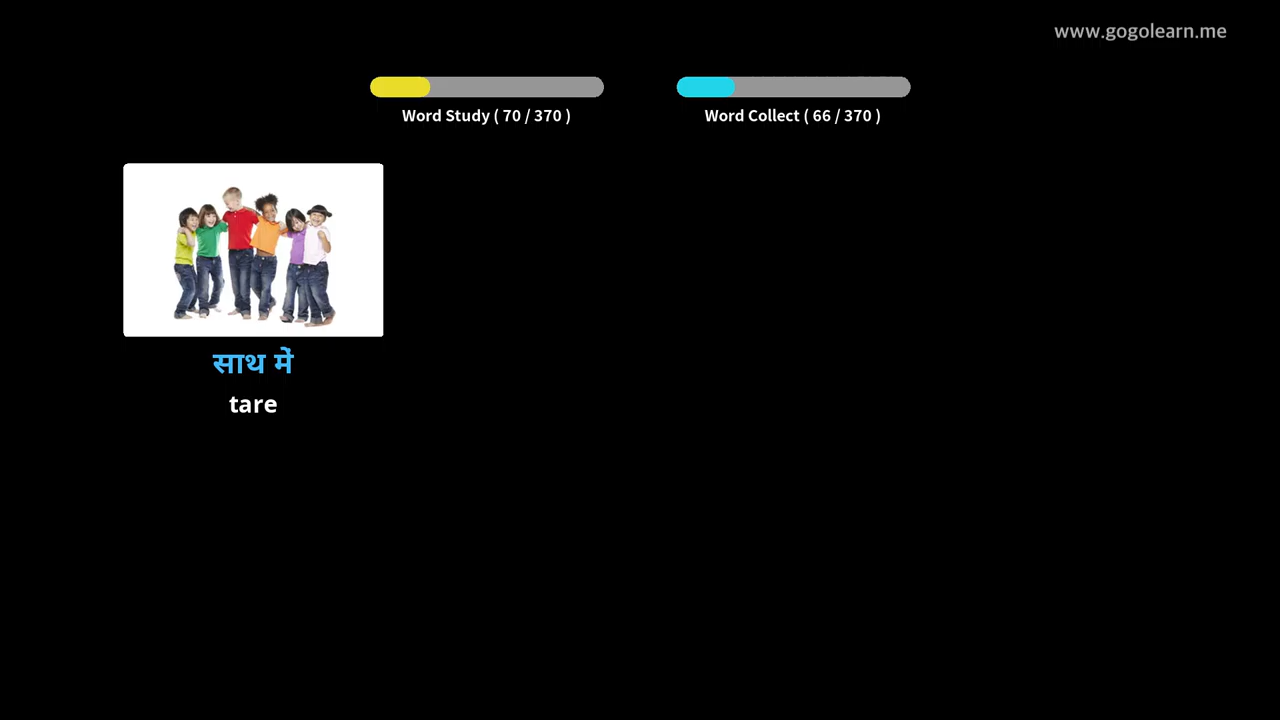 www.gogolearn.me
Word Study ( 70 / 370 )
Word Collect ( 66 / 370 )
साथ में
tare